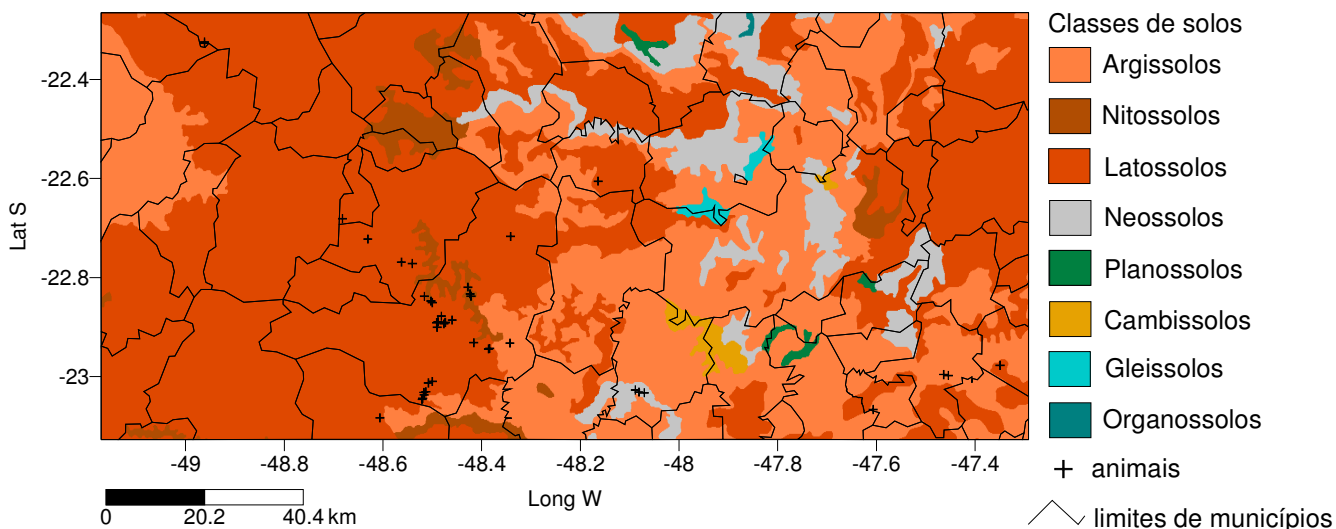 Classes de solos
Argissolos
Nitossolos
Latossolos
Neossolos
Planossolos
Cambissolos
Gleissolos
Organossolos
animais
limites de municípios
Lat S
-22.4
-22.6
-22.8
-23
-49 -48.8 -48.6 -48.4 -48.2 -48 -47.8 -47.6 -47.4
Long W
0 20.2 40.4 km